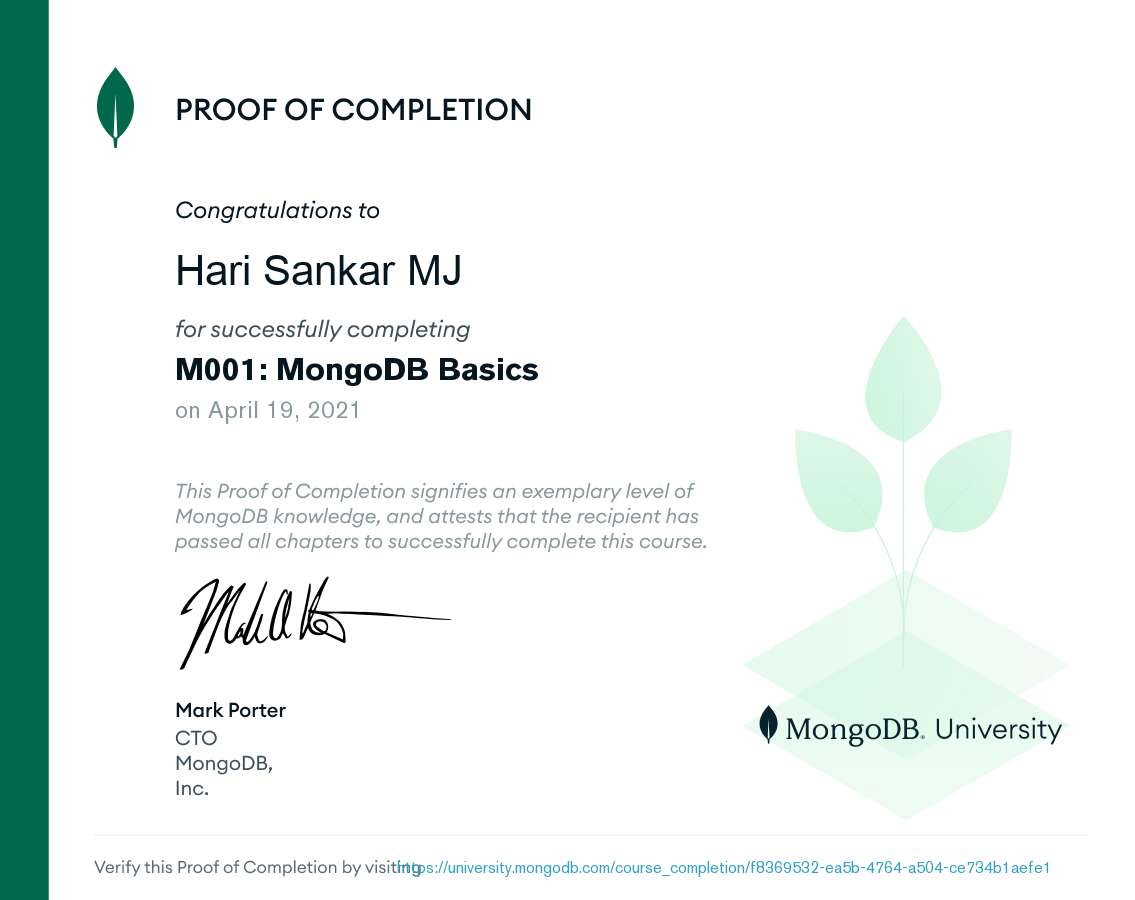 PROOF OF COMPLETION
Congratulations to
Hari Sankar MJ
for successfully completing
M001: MongoDB Basics
on April 19, 2021
This Proof of Completion signifies an exemplary level of
MongoDB knowledge, and attests that the recipient has
passed all chapters to successfully complete this course.
Mark Porter
CTO
MongoDB,
Inc.
MongoDB. University
Verify this Proof of Completion by visiting https://university.mongodb.com/course_completion/f8369532-ea5b-4764-a504-ce734b1aefe1